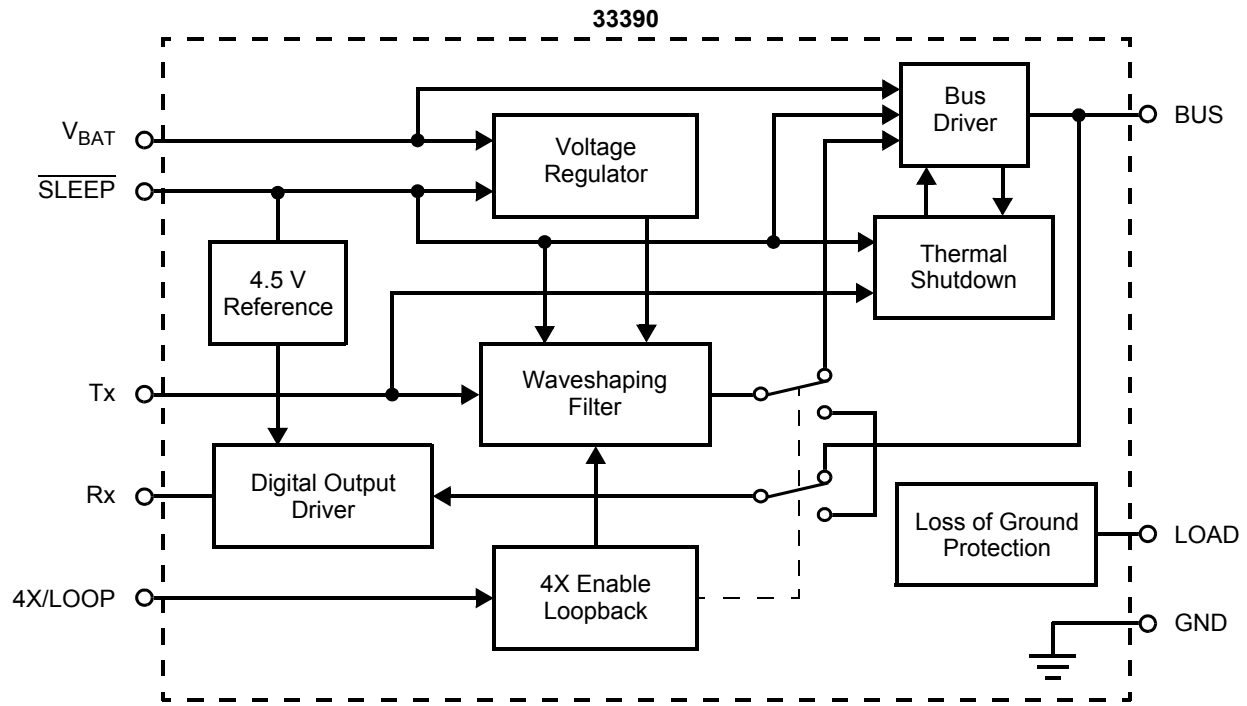 33390
V_BAT
SLEEP
Tx
Rx
4X/LOOP
Voltage
Regulator
4.5 V
Reference
Waveshaping
Filter
Digital Output
Driver
4X Enable
Loopback
Bus
Driver
Thermal
Shutdown
Loss of Ground
Protection
BUS
LOAD
GND